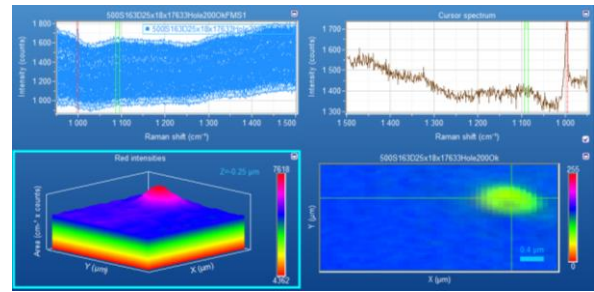 500S163D25x18x17633Hole200OkFMS1
500S163D25x18x17633Hole200
Intensity (counts)
1 800
1 600
1 400
1 200
1 000
1 000
1 100
1 200
1 300
1 400
1 500
Raman shift (cm⁻¹)
Cursor spectrum
Intensity (counts)
1 700
1 600
1 500
1 400
1 300
1 500
1 400
1 300
1 200
1 100
1 000
Raman shift (cm⁻¹)
Red intensities
Z=-0.25 µm
7618
4362
Area (cm⁻¹ x counts)
Y (µm)
X (µm)
500S163D25x18x17633Hole200Ok
255
0
Y (µm)
0.4 µm
X (µm)